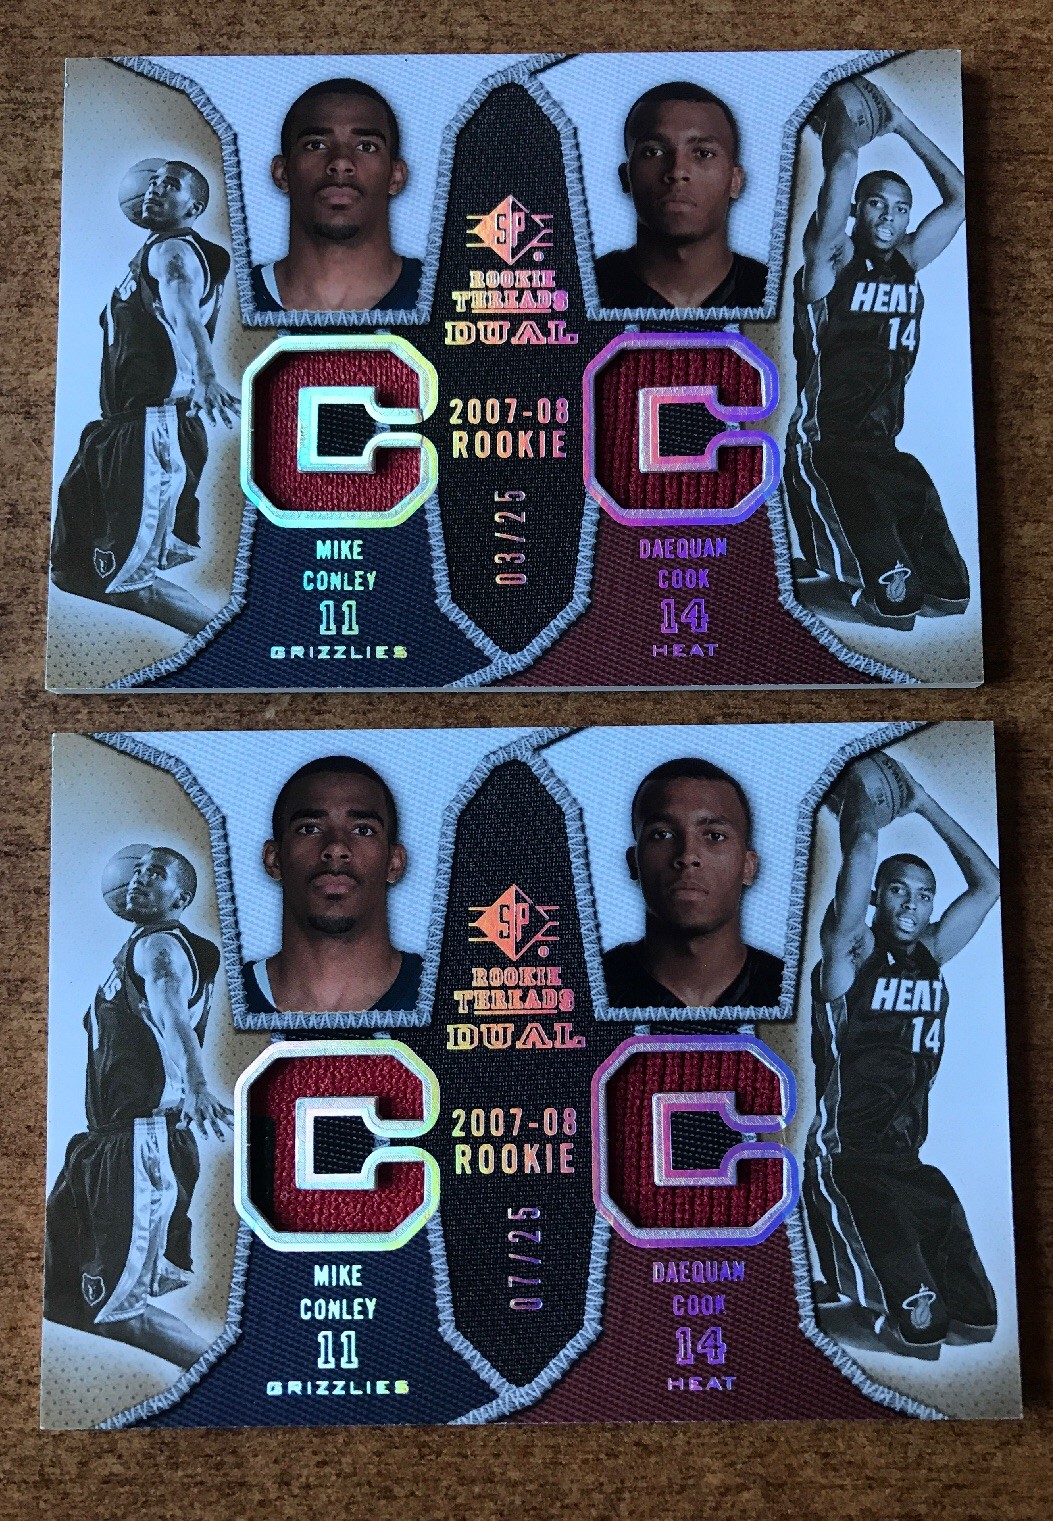 SP
ROOKIE
THREADS
DUAL
C
C
2007-08
ROOKIE
03/25
MIKE
CONLEY
11
GRIZZLIES
DAEQUAN
COOK
14
HEAT
HEAT
14
SP
ROOKIE
THREADS
DUAL
C
C
2007-08
ROOKIE
07/25
MIKE
CONLEY
11
GRIZZLIES
DAEQUAN
COOK
14
HEAT
HEAT
14